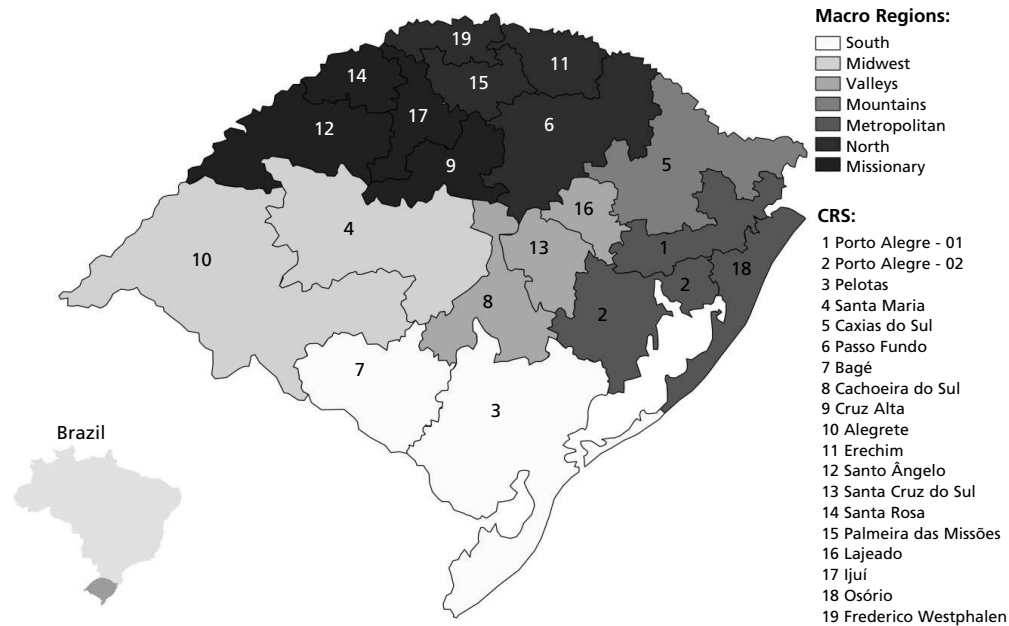 Macro Regions:
South
Midwest
Valleys
Mountains
Metropolitan
North
Missionary
CRS:
1 Porto Alegre - 01
2 Porto Alegre - 02
3 Pelotas
4 Santa Maria
5 Caxias do Sul
6 Passo Fundo
7 Bagé
8 Cachoeira do Sul
9 Cruz Alta
10 Alegrete
11 Erechim
12 Santo Ângelo
13 Santa Cruz do Sul
14 Santa Rosa
15 Palmeira das Missões
16 Lajeado
17 Ijuí
18 Osório
19 Frederico Westphalen
19
11
14
15
17
12
6
9
5
16
4
13
1
10
18
2
8
2
7
3
Brazil